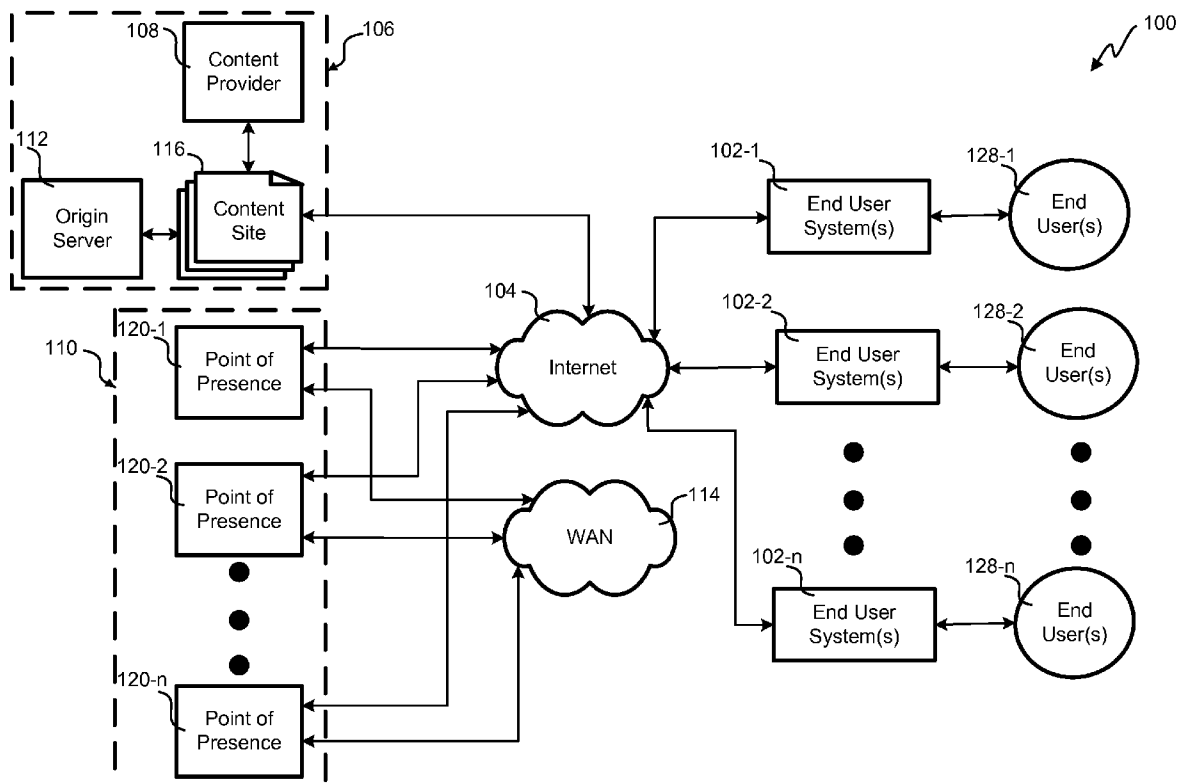 100
108
Content
Provider
106
112
Origin
Server
116
Content
Site
102-1
End User
System(s)
128-1
End
User(s)
104
Internet
102-2
End User
System(s)
128-2
End
User(s)
110
120-1
Point of
Presence
120-2
Point of
Presence
114
WAN
102-n
End User
System(s)
128-n
End
User(s)
120-n
Point of
Presence